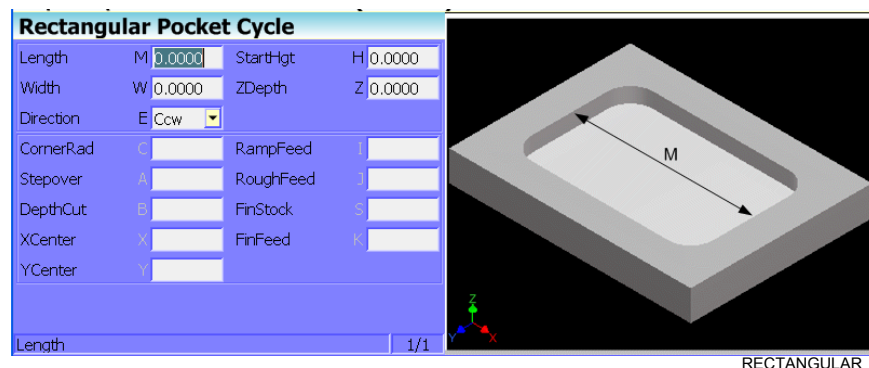 Rectangular Pocket Cycle
Length M 0.0000 StartHgt H 0.0000
Width W 0.0000 ZDepth Z 0.0000
Direction E Ccw
CornerRad C RampFeed I
Stepover A RoughFeed J
DepthCut B FinStock S
XCenter X FinFeed K
YCenter Y
M
Z
Y X
Length 1/1
RECTANGULAR